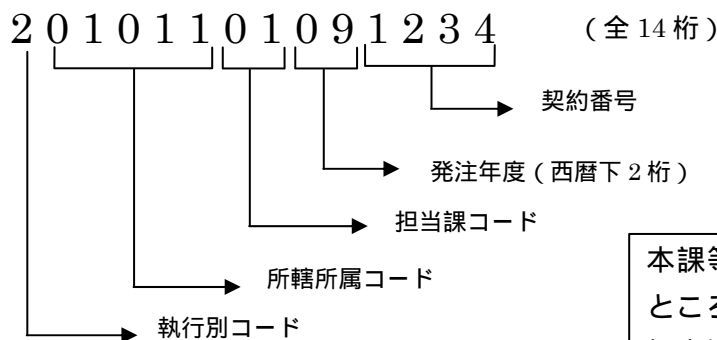 2 0 1 0 1 1 0 1 0 9 1 2 3 4 (全 14 桁)
契約番号
発注年度(西暦下 2 桁)
担当課コード
所轄所属コード
執行別コード
本課等
ところ